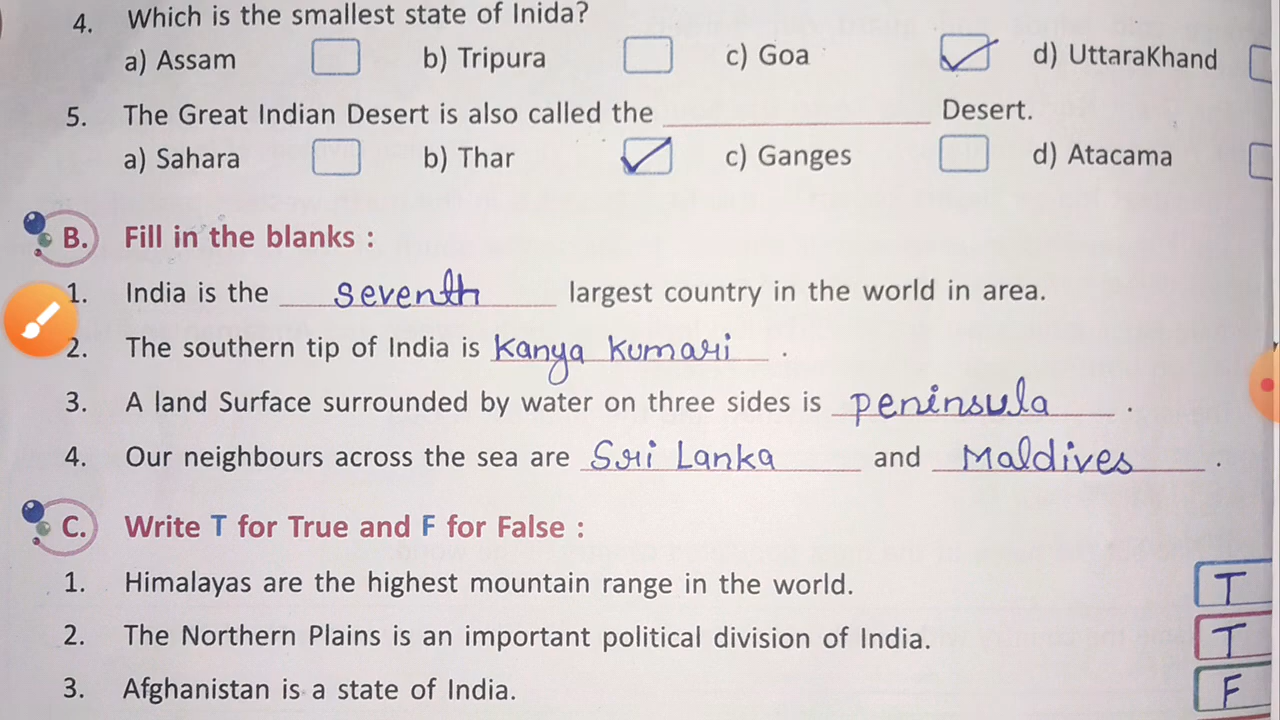 4. Which is the smallest state of Inida?
a) Assam b) Tripura c) Goa d) UttaraKhand
5. The Great Indian Desert is also called the ____________ Desert.
a) Sahara b) Thar c) Ganges d) Atacama
B. Fill in the blanks :
1. India is the seventh largest country in the world in area.
2. The southern tip of India is Kanya Kumari .
3. A land Surface surrounded by water on three sides is peninsula .
4. Our neighbours across the sea are Sri Lanka and Maldives .
C. Write T for True and F for False :
1. Himalayas are the highest mountain range in the world. T
2. The Northern Plains is an important political division of India. T
3. Afghanistan is a state of India. F